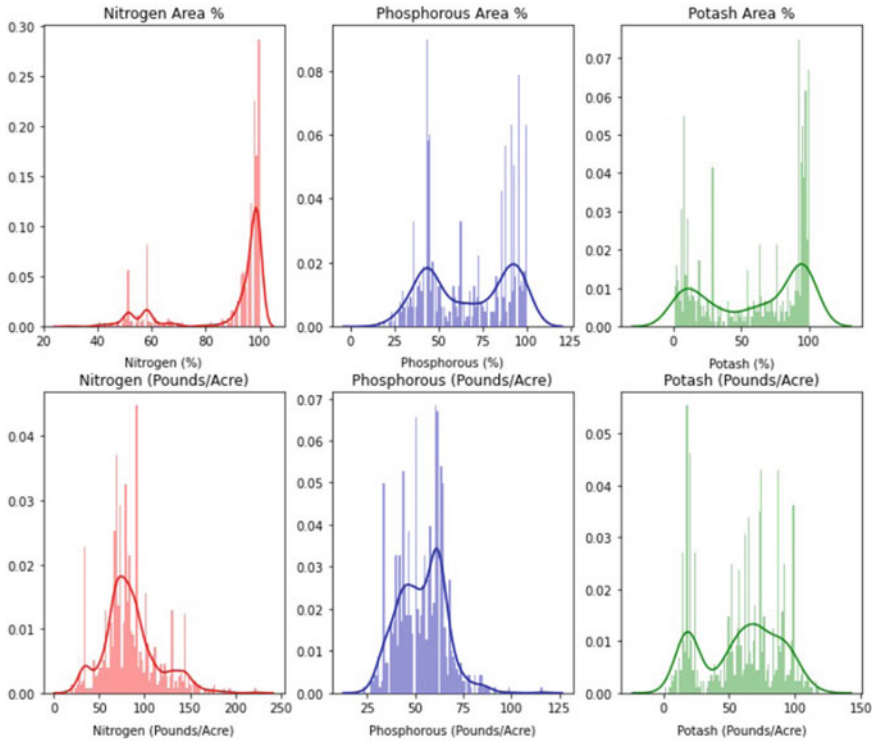 Nitrogen Area %
0.30
0.25
0.20
0.15
0.10
0.05
0.00
20 40 60 80 100
Nitrogen (%)
Phosphorous Area %
0.08
0.06
0.04
0.02
0.00
0 25 50 75 100 125
Phosphorous (%)
Potash Area %
0.07
0.06
0.05
0.04
0.03
0.02
0.01
0.00
0 50 100
Potash (%)
Nitrogen (Pounds/Acre)
0.04
0.03
0.02
0.01
0.00
0 50 100 150 200 250
Nitrogen (Pounds/Acre)
Phosphorous (Pounds/Acre)
0.07
0.06
0.05
0.04
0.03
0.02
0.01
0.00
25 50 75 100 125
Phosphorous (Pounds/Acre)
Potash (Pounds/Acre)
0.05
0.04
0.03
0.02
0.01
0.00
0 50 100 150
Potash (Pounds/Acre)